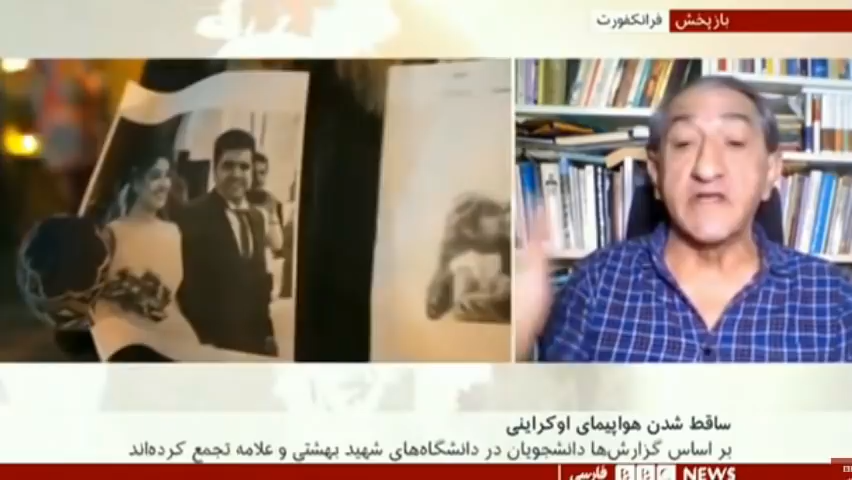 بازپخش فرانکفورت
ساقط شدن هواپیمای اوکراینی
بر اساس گزارش‌ها دانشجویان در دانشگاه‌های شهید بهشتی و علامه تجمع کرده‌اند
BBC NEWS فارسی